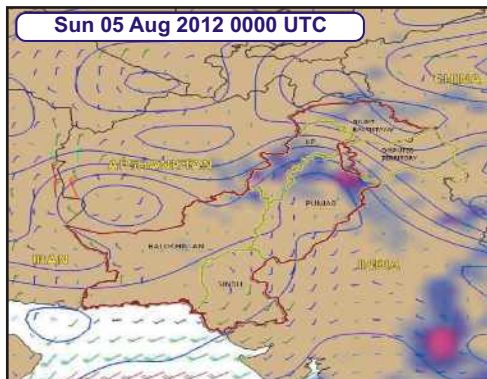 Sun 05 Aug 2012 0000 UTC
CHINA
GILGIT
BALTISTAN
KP
DISPUTED
TERRITORY
AFGHANISTAN
PUNJAB
BALOCHISTAN
IRAN
INDIA
SINDH